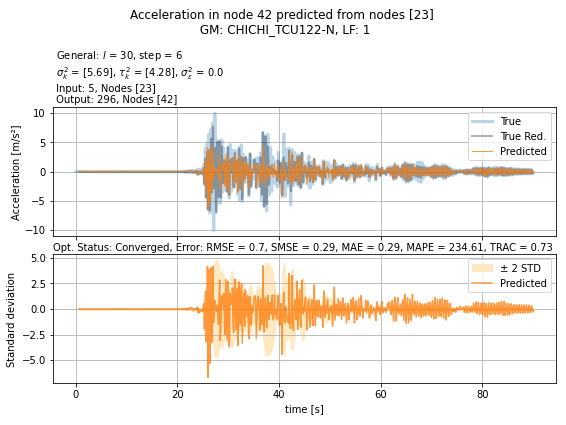 Acceleration in node 42 predicted from nodes [23]
GM: CHICHI_TCU122-N, LF: 1
General: l = 30, step = 6
σ²ₖ = [5.69], τ²ₖ = [4.28], σ²ε = 0.0
Input: 5, Nodes [23]
Output: 296, Nodes [42]
Acceleration [m/s²]
10
5
0
−5
−10
True
True Red.
Predicted
Opt. Status: Converged, Error: RMSE = 0.7, SMSE = 0.29, MAE = 0.29, MAPE = 234.61, TRAC = 0.73
Standard deviation
5.0
2.5
0.0
−2.5
−5.0
± 2 STD
Predicted
0 20 40 60 80
time [s]